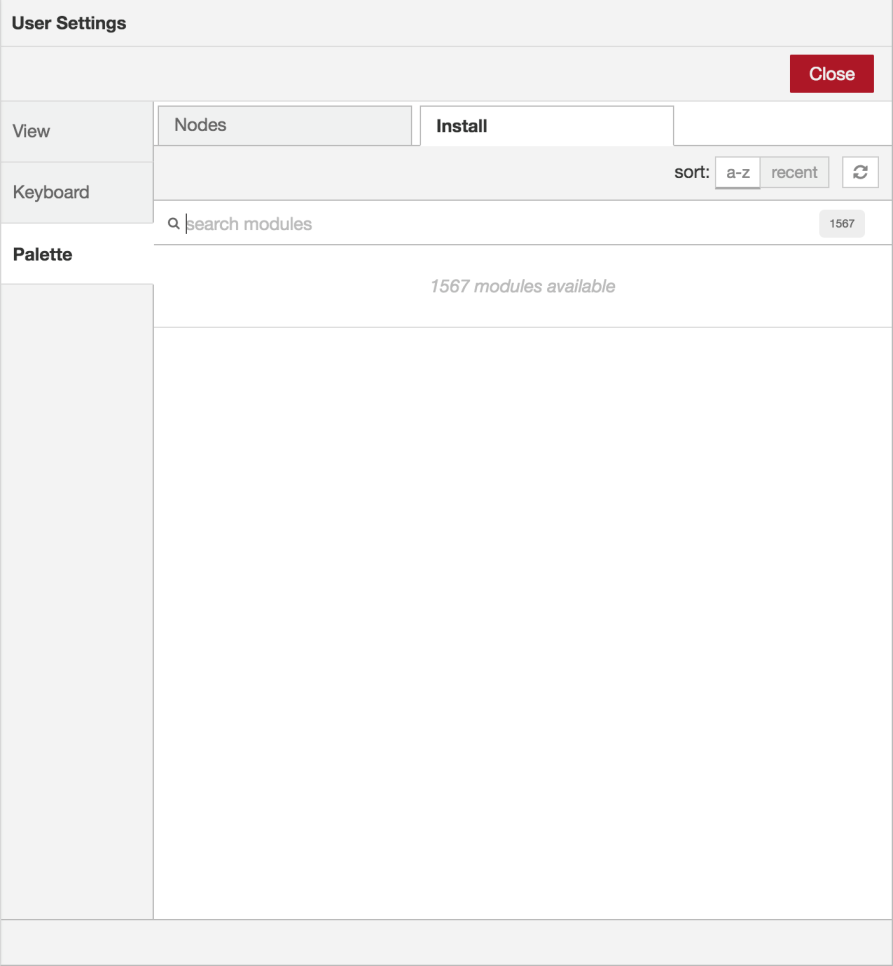 User Settings
Close
View
Keyboard
Palette
Nodes
Install
sort: a-z recent
search modules
1567
1567 modules available